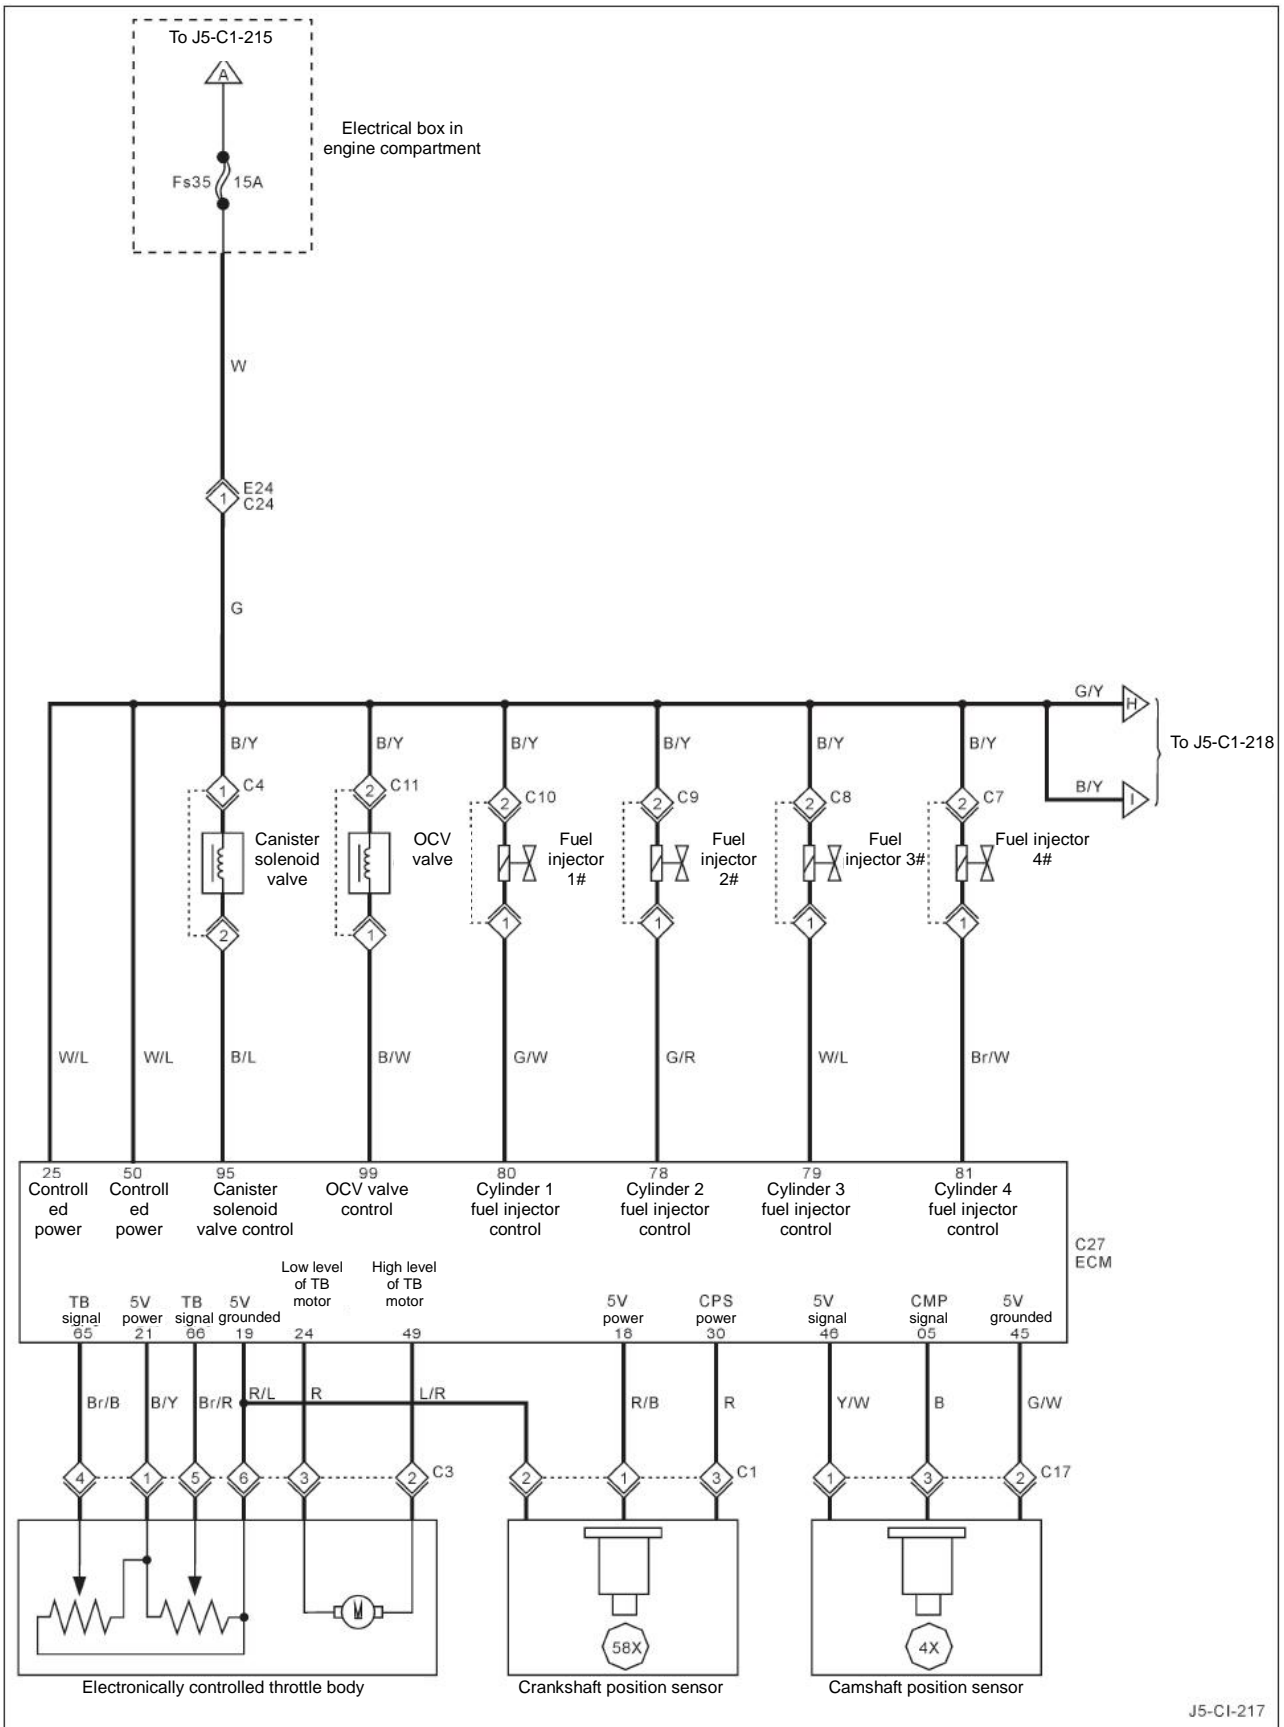 To J5-C1-215
A
Electrical box in
engine compartment
Fs35 15A
W
1 E24
C24
G
G/Y H
To J5-C1-218
B/Y I
B/Y B/Y B/Y B/Y B/Y B/Y
1 C4 2 C11 2 C10 2 C9 2 C8 2 C7
Canister
solenoid
valve
OCV
valve
Fuel
injector
1#
Fuel
injector
2#
Fuel
injector 3#
Fuel injector
4#
2 1 1 1 1 1
W/L W/L B/L B/W G/W G/R W/L Br/W
25 50 95 99 80 78 79 81
Controll
ed
power
Controll
ed
power
Canister
solenoid
valve control
OCV valve
control
Cylinder 1
fuel injector
control
Cylinder 2
fuel injector
control
Cylinder 3
fuel injector
control
Cylinder 4
fuel injector
control
C27
ECM
TB
signal
65
5V
power
21
TB
signal
66
5V
grounded
19
Low level
of TB
motor
24
High level
of TB
motor
49
5V
power
18
CPS
power
30
5V
signal
46
CMP
signal
05
5V
grounded
45
Br/B B/Y Br/R R/L R L/R R/B R Y/W B G/W
4 1 5 6 3 2 C3 2 1 3 C1 1 3 2 C17
M
58X
4X
Electronically controlled throttle body
Crankshaft position sensor
Camshaft position sensor
J5-CI-217